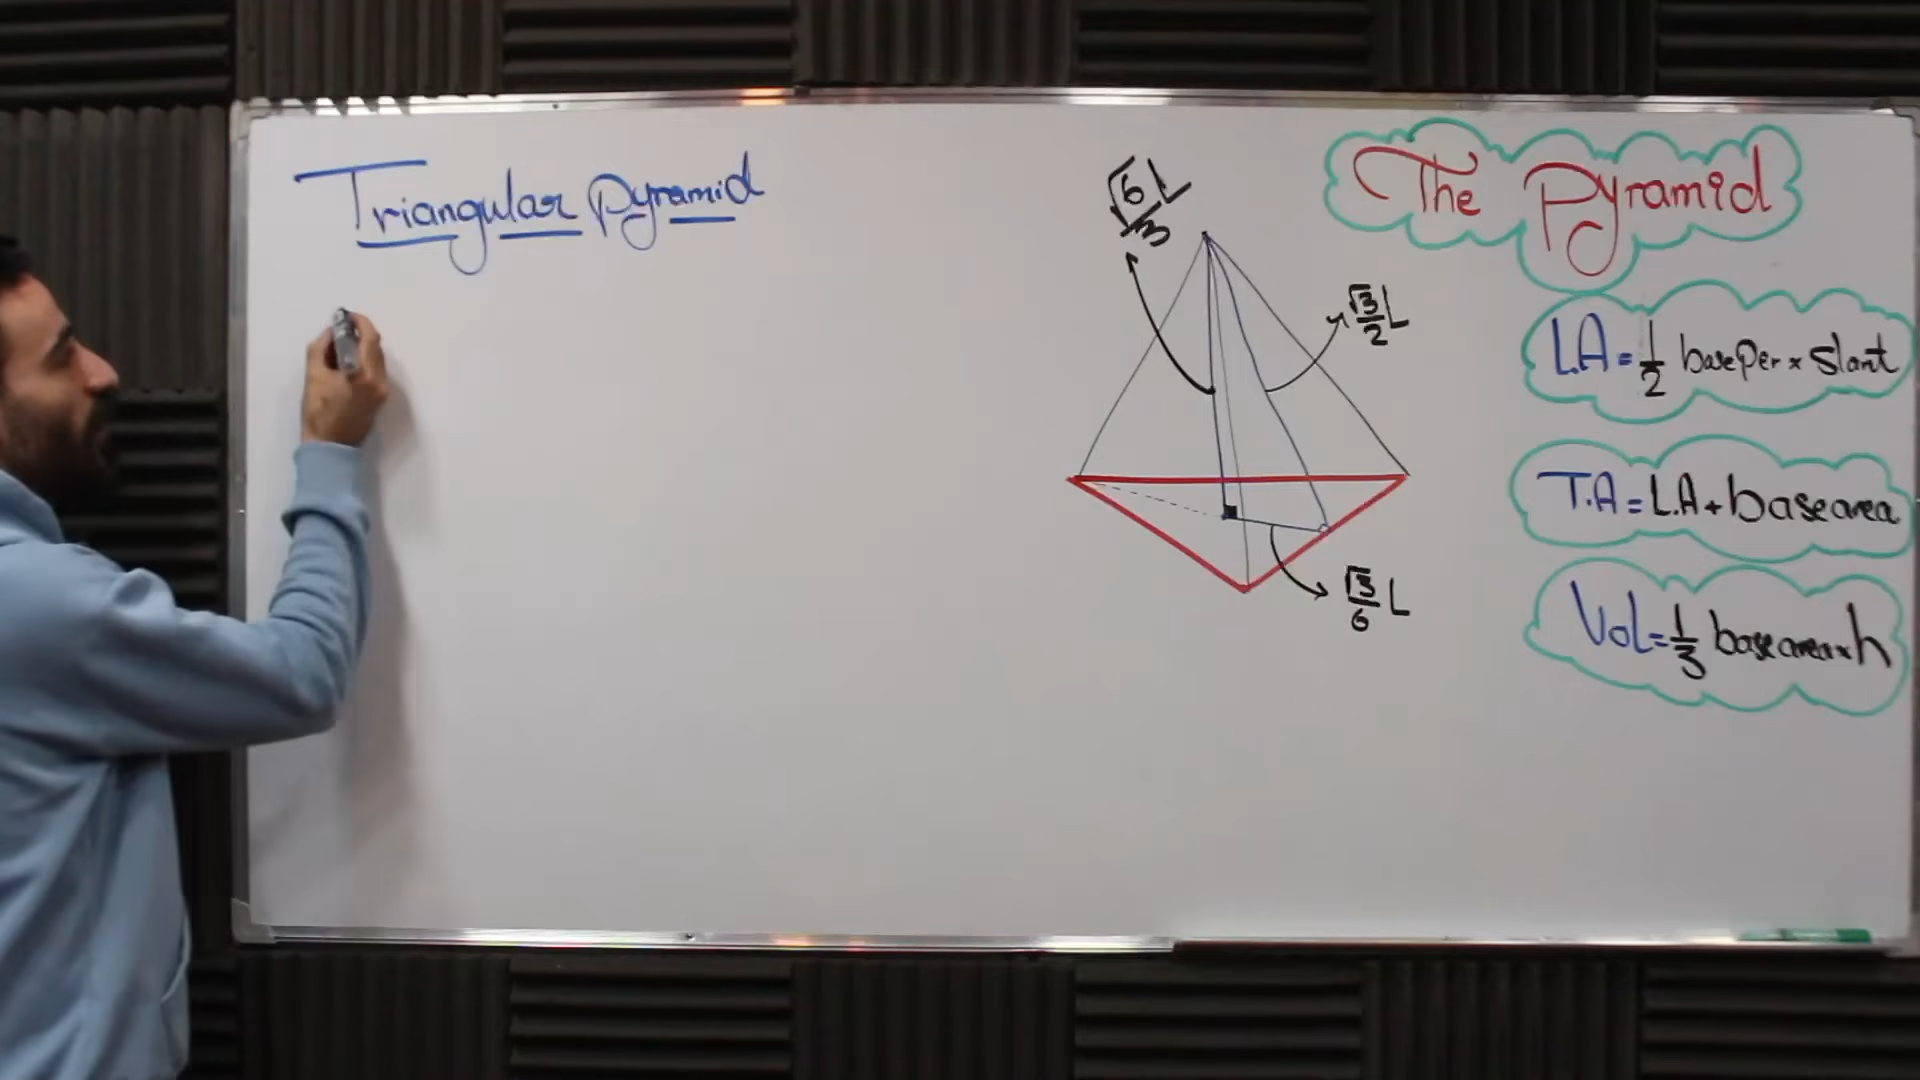 Triangular pyramid
√6/3 L
√3/2 L
√3/6 L
The Pyramid
L.A = 1/2 base Per × Slant
T.A = L.A + base area
Vol = 1/3 base area × h